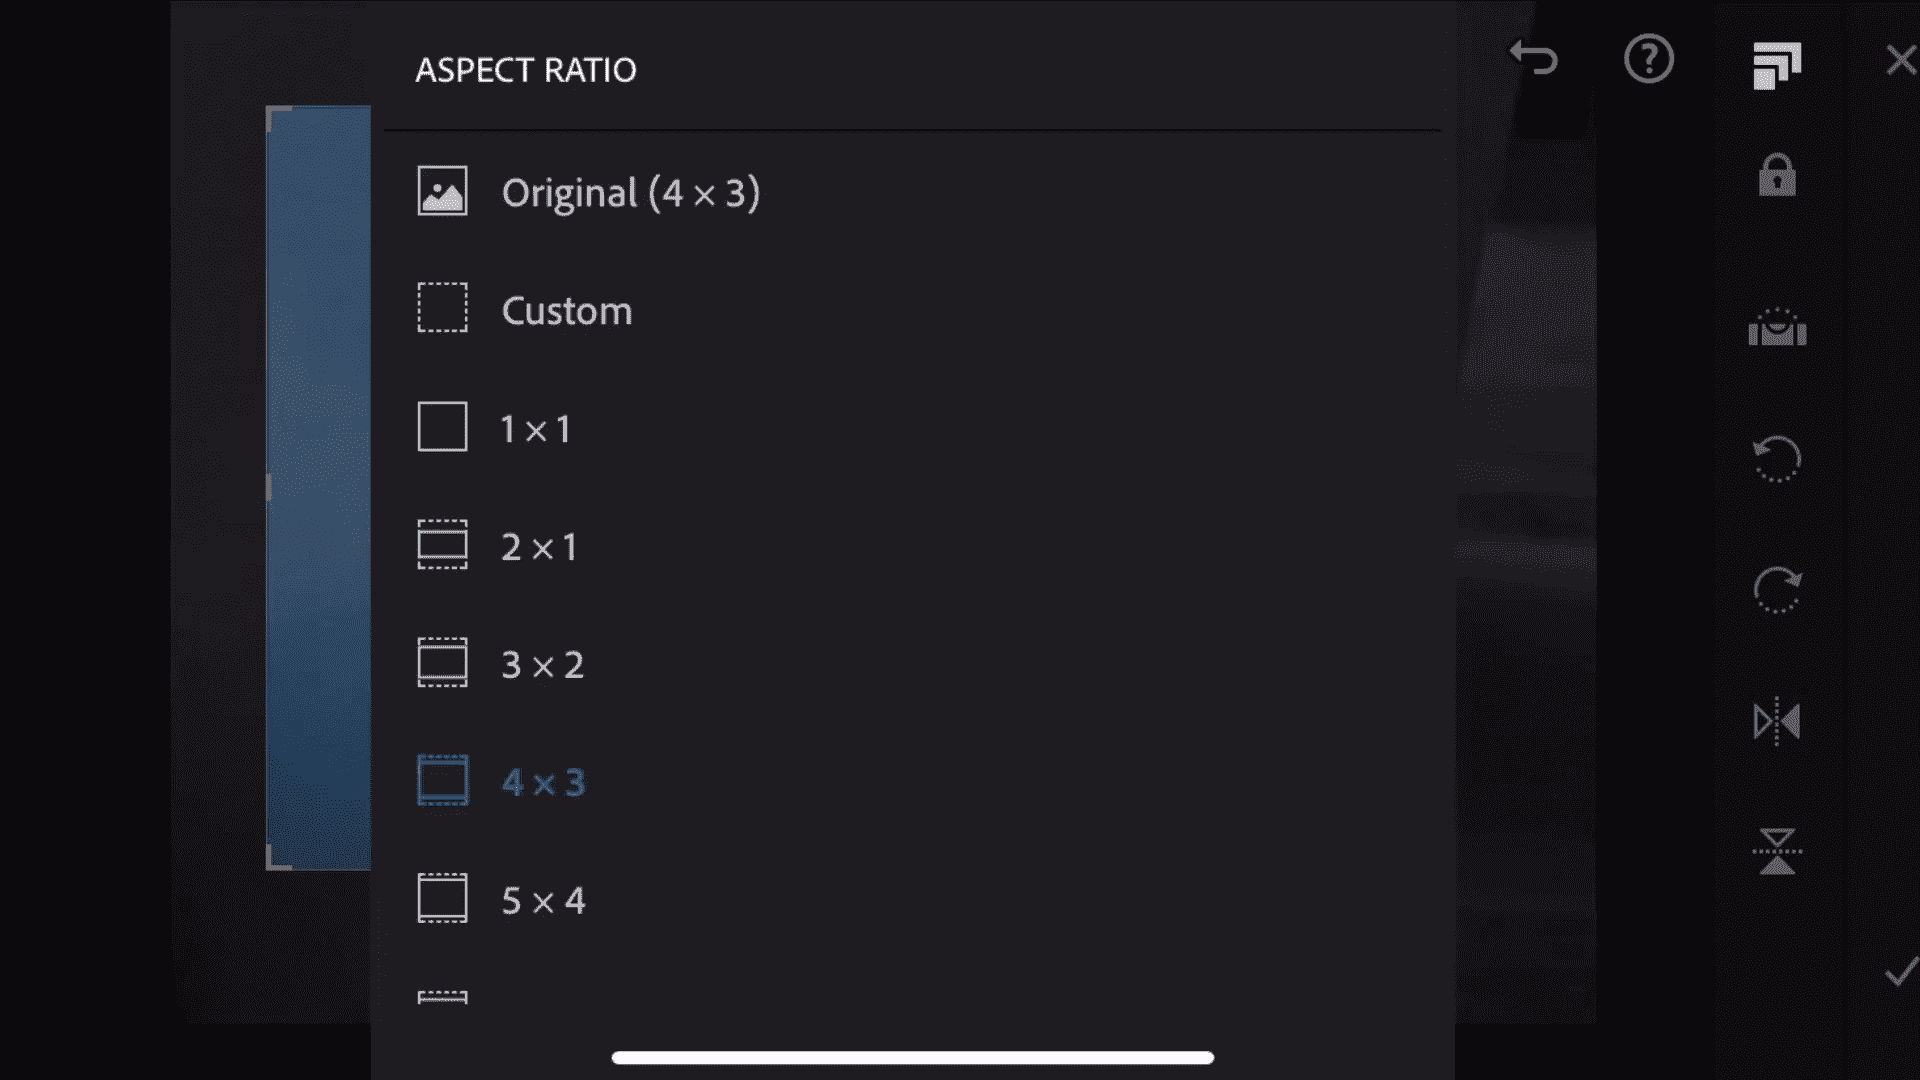 ASPECT RATIO
Original (4 × 3)
Custom
1 × 1
2 × 1
3 × 2
4 × 3
5 × 4